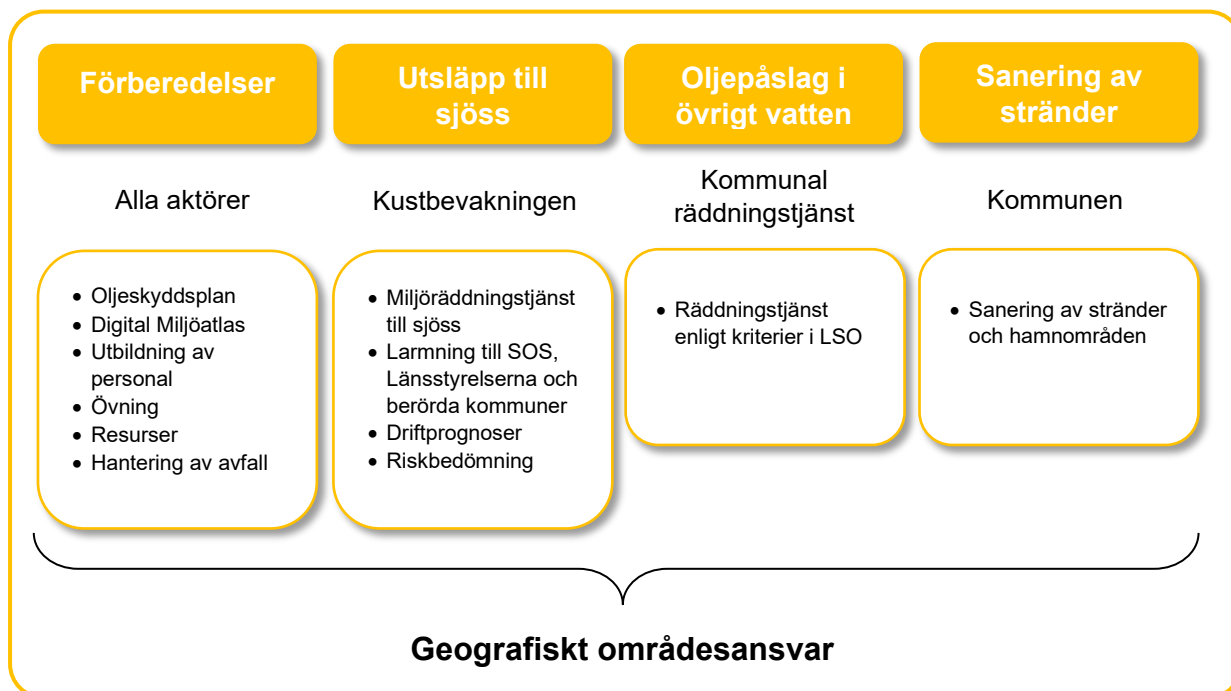 Förberedelser
Alla aktörer
• Oljeskyddsplan
• Digital Miljöatlas
• Utbildning av
personal
• Övning
• Resurser
• Hantering av avfall
Utsläpp till
sjöss
Kustbevakningen
• Miljöräddningstjänst
till sjöss
• Larmning till SOS,
Länsstyrelserna och
berörda kommuner
• Driftprognoser
• Riskbedömning
Oljepåslag i
övrigt vatten
Kommunal
räddningstjänst
• Räddningstjänst
enligt kriterier i LSO
Sanering av
stränder
Kommunen
• Sanering av stränder
och hamnområden
Geografiskt områdesansvar